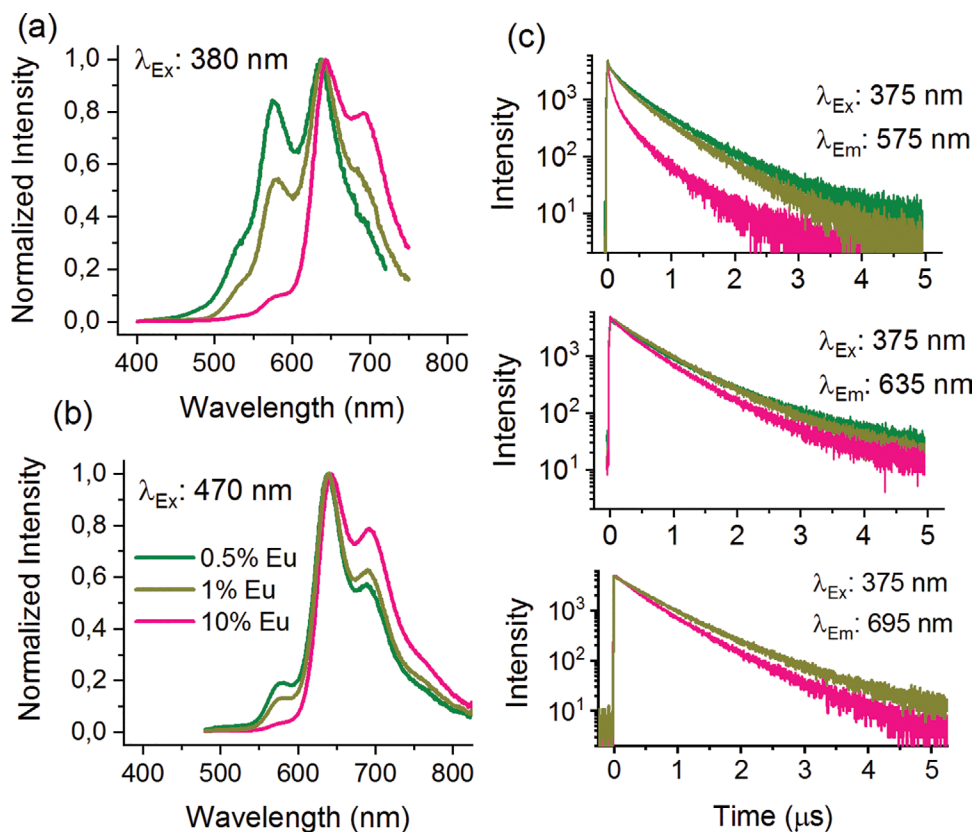 (a)
λEx: 380 nm
Normalized Intensity
1,0
0,8
0,6
0,4
0,2
0,0
400 500 600 700 800
Wavelength (nm)
(b)
λEx: 470 nm
Normalized Intensity
1,0
0,8
0,6
0,4
0,2
0,0
0.5% Eu
1% Eu
10% Eu
400 500 600 700 800
Wavelength (nm)
(c)
λEx: 375 nm
λEm: 575 nm
Intensity
10³
10²
10¹
0 1 2 3 4 5
λEx: 375 nm
λEm: 635 nm
Intensity
10³
10²
10¹
0 1 2 3 4 5
λEx: 375 nm
λEm: 695 nm
Intensity
10³
10²
10¹
0 1 2 3 4 5
Time (μs)